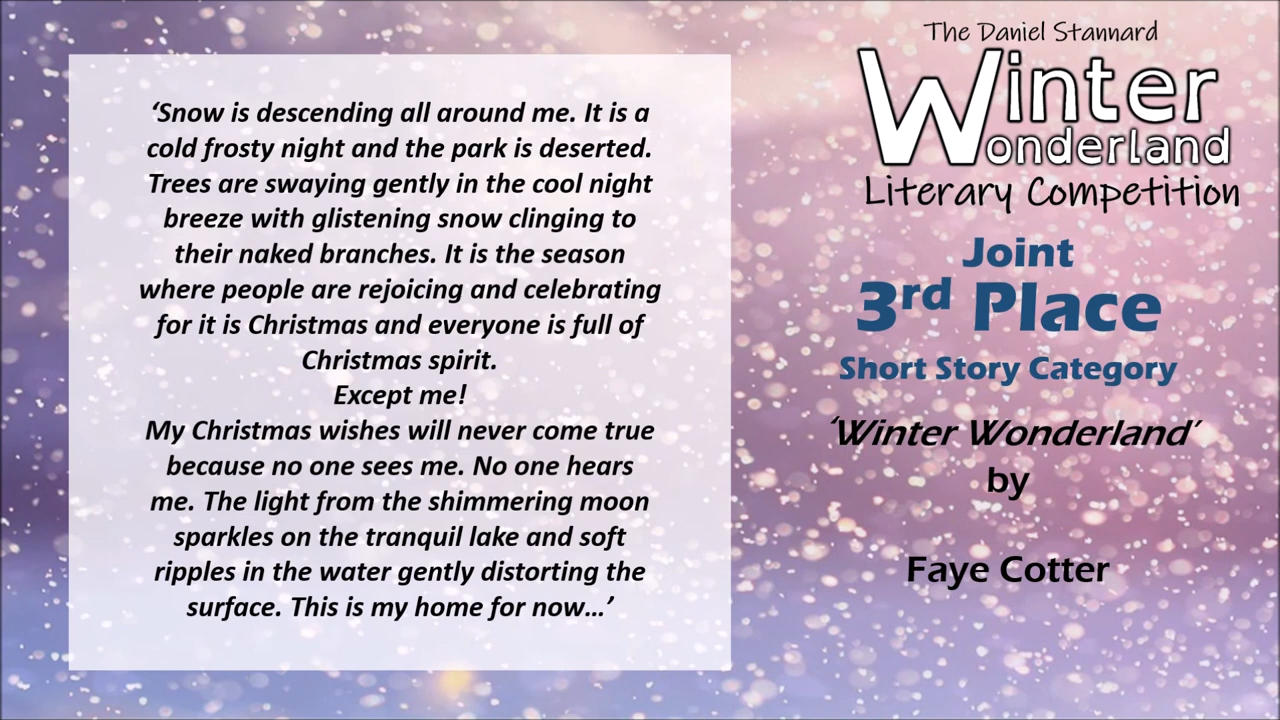 ‘Snow is descending all around me. It is a
cold frosty night and the park is deserted.
Trees are swaying gently in the cool night
breeze with glistening snow clinging to
their naked branches. It is the season
where people are rejoicing and celebrating
for it is Christmas and everyone is full of
Christmas spirit.
Except me!
My Christmas wishes will never come true
because no one sees me. No one hears
me. The light from the shimmering moon
sparkles on the tranquil lake and soft
ripples in the water gently distorting the
surface. This is my home for now…’
The Daniel Stannard
Winter
Wonderland
Literary Competition
Joint
3rd Place
Short Story Category
‘Winter Wonderland’
by
Faye Cotter